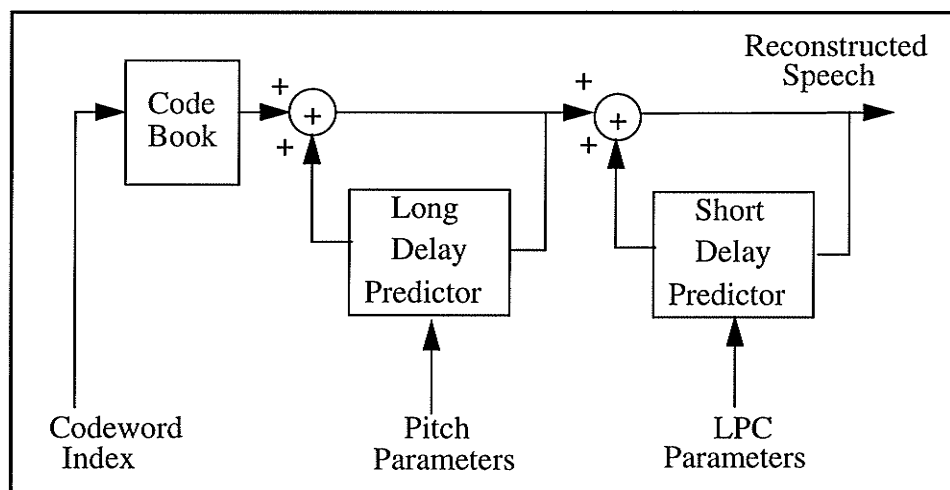 Reconstructed
Speech
Code
Book
+
+
+
+
+
+
Long
Delay
Predictor
Short
Delay
Predictor
Codeword
Index
Pitch
Parameters
LPC
Parameters